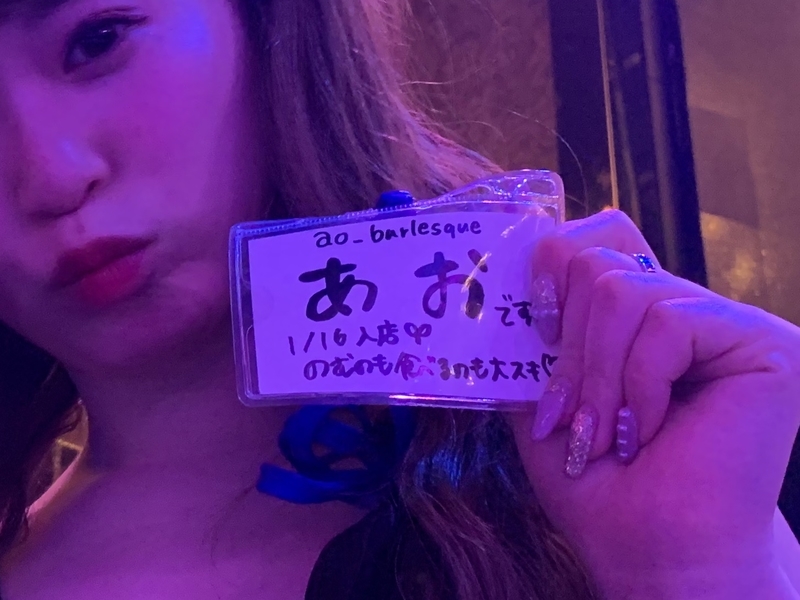 ao_burlesque
あお です
1/16 入店♡
のむのも食べるのも大スキ♡